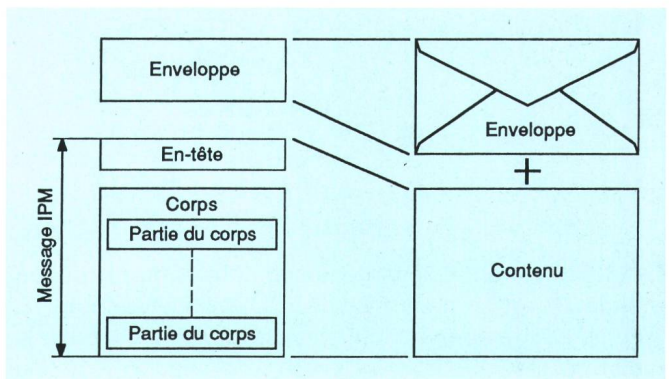 Enveloppe
En-tête
Corps
Partie du corps
Partie du corps
Message IPM
Enveloppe
+
Contenu